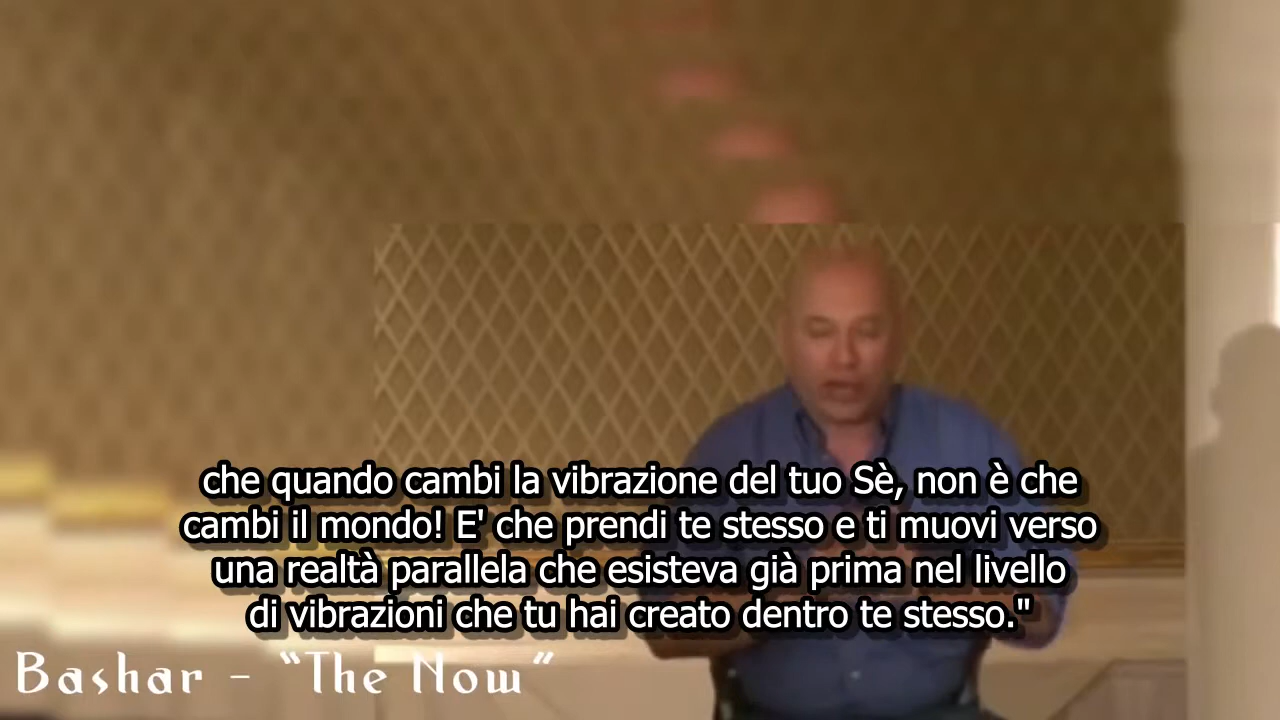 che quando cambi la vibrazione del tuo Sè, non è che
cambi il mondo! E' che prendi te stesso e ti muovi verso
una realtà parallela che esisteva già prima nel livello
di vibrazioni che tu hai creato dentro te stesso."
Bashar - "The Now"